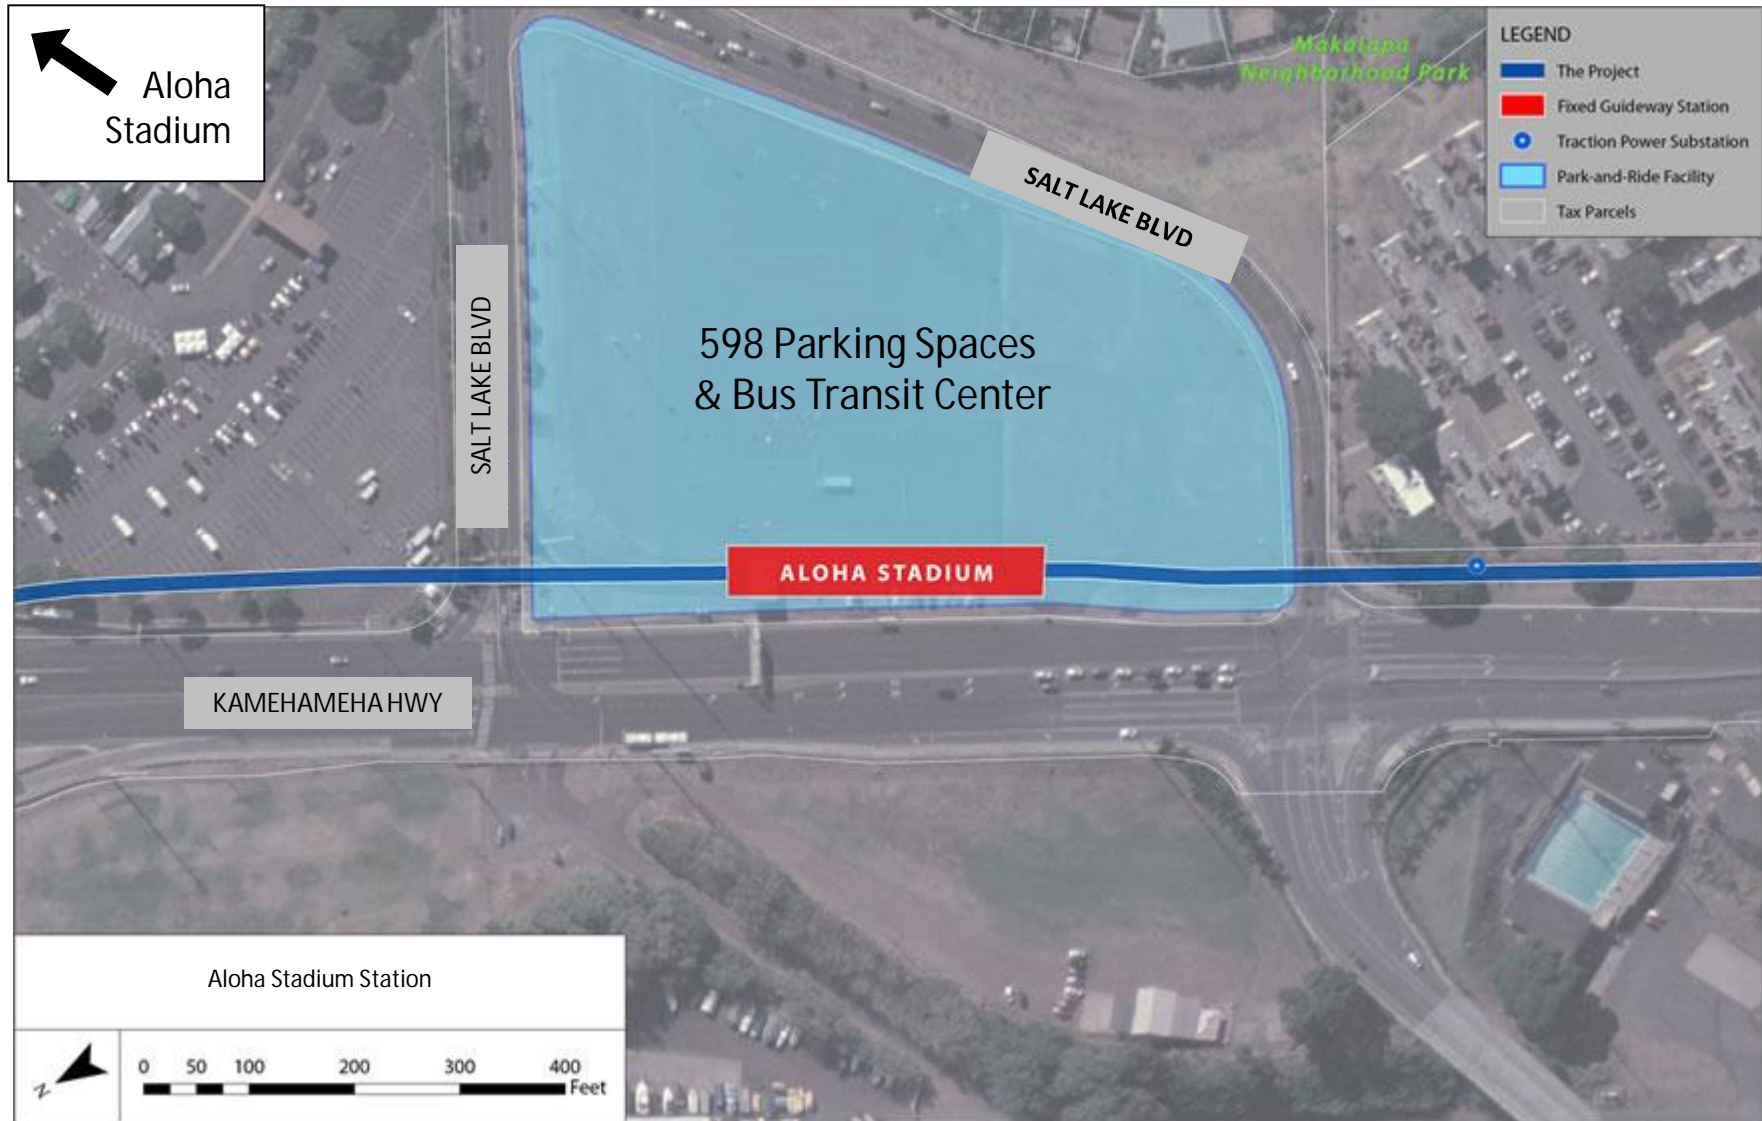 Aloha
Stadium
Makalapa
Neighborhood Park
LEGEND
The Project
Fixed Guideway Station
Traction Power Substation
Park-and-Ride Facility
Tax Parcels
SALT LAKE BLVD
SALT LAKE BLVD
598 Parking Spaces
& Bus Transit Center
ALOHA STADIUM
KAMEHAMEHA HWY
Aloha Stadium Station
Z
0 50 100 200 300 400
Feet